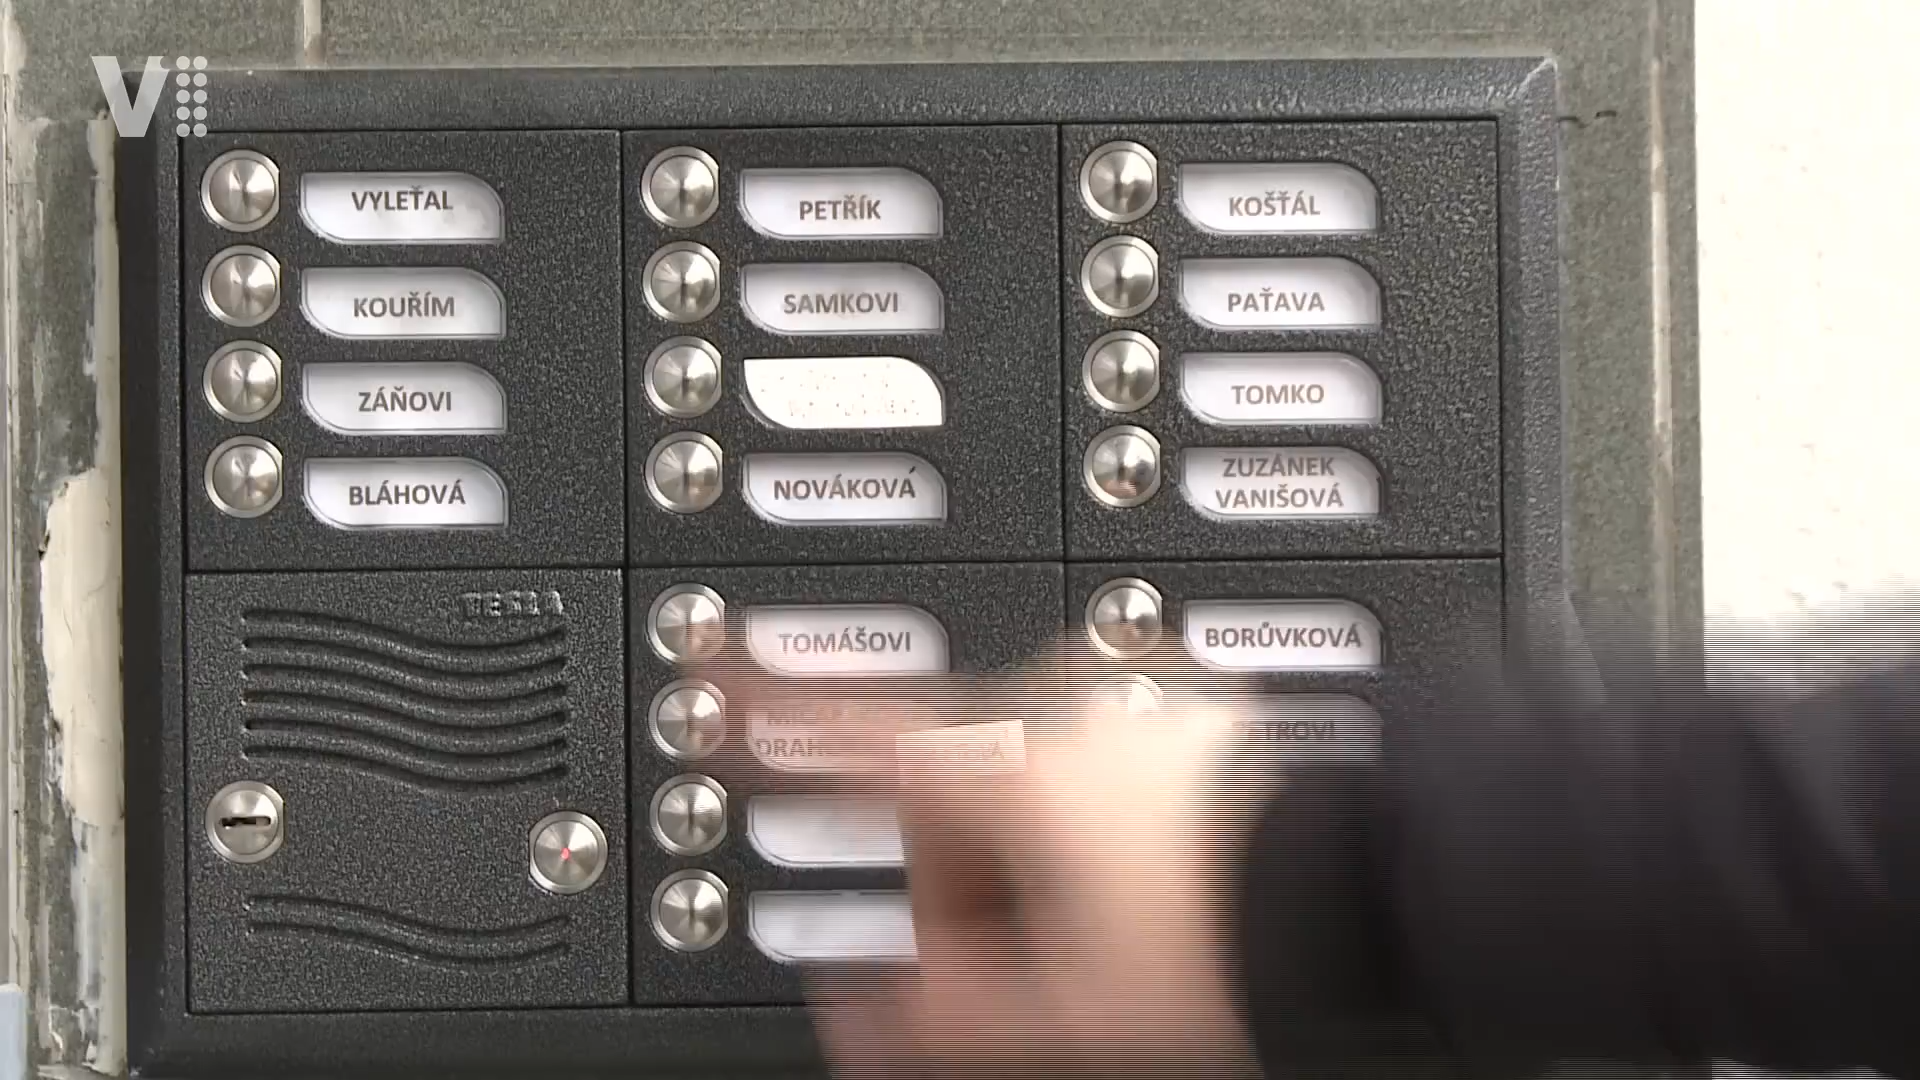 VYLEŤAL
KOUŘÍM
ZÁŇOVI
BLÁHOVÁ
PETŘÍK
SAMKOVI
NOVÁKOVÁ
KOŠŤÁL
PAŤAVA
TOMKO
ZUZÁNEK
VANIŠOVÁ
TESLA
TOMÁŠOVI
BORŮVKOVÁ